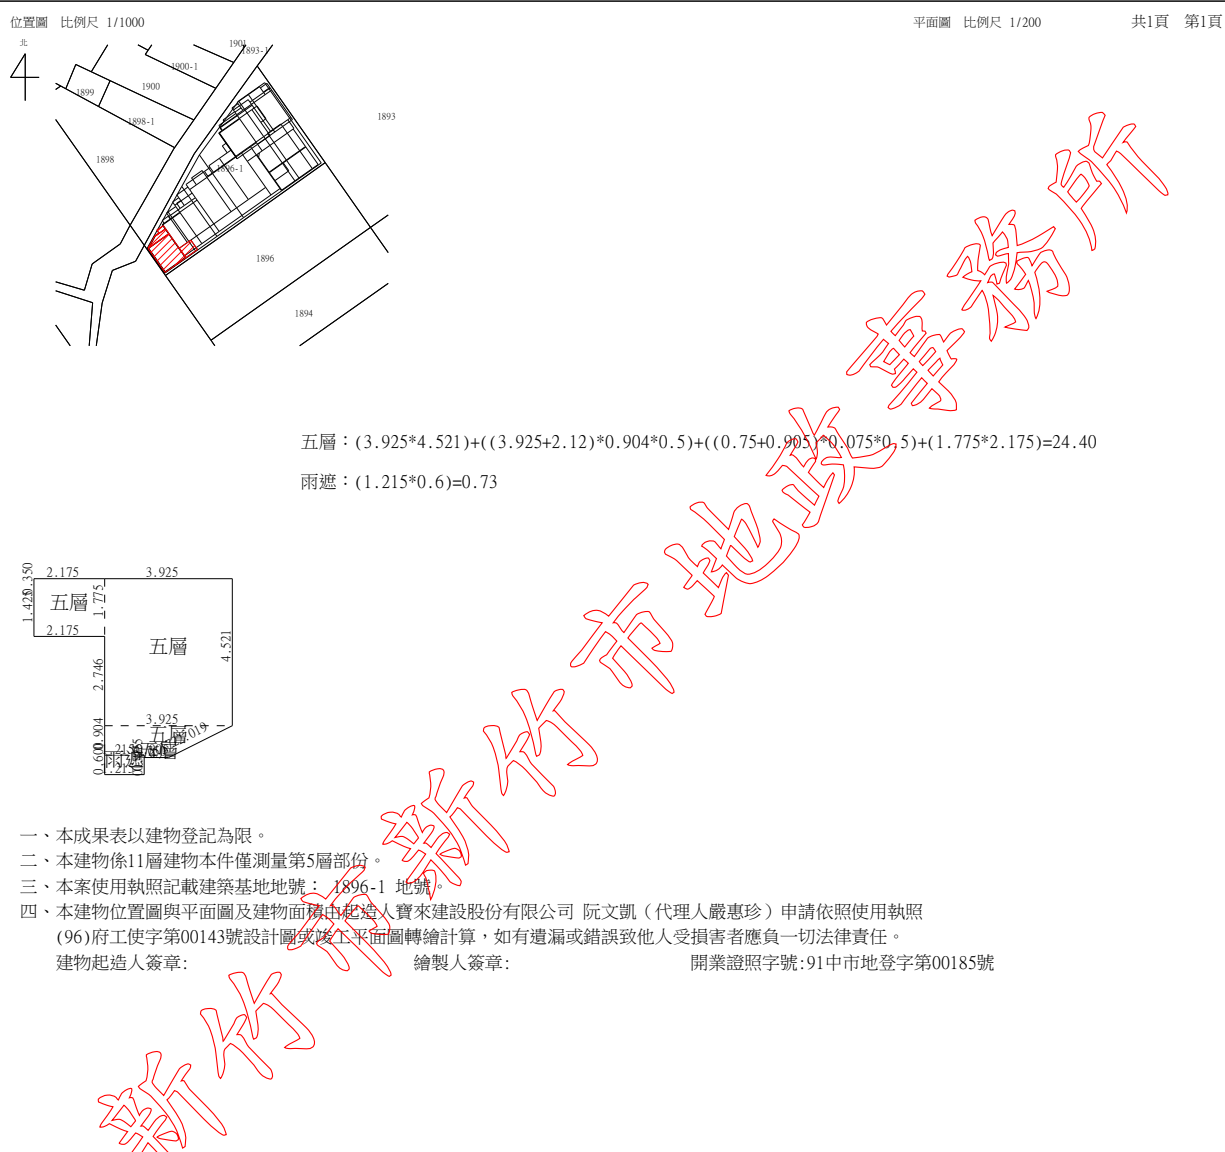 位置圖 比例尺 1/1000
平面圖 比例尺 1/200
共1頁 第1頁
北
1901
1893-1
1900-1
1900
1899
1898-1
1893
1898
1896-1
1896
1894
五層：(3.925*4.521)+((3.925+2.12)*0.904*0.5)+((0.75+0.905)*0.075*0.5)+(1.775*2.175)=24.40
雨遮：(1.215*0.6)=0.73
2.175
3.925
0.350
1.425
五層
1.775
2.175
五層
4.521
2.746
3.925
0.904
五層
0.600
雨遮
一、本成果表以建物登記為限。
二、本建物係11層建物本件僅測量第5層部份。
三、本案使用執照記載建築基地地號： 1896-1 地號。
四、本建物位置圖與平面圖及建物面積由起造人寶來建設股份有限公司 阮文凱（代理人嚴惠珍）申請依照使用執照
(96)府工使字第00143號設計圖或竣工平面圖轉繪計算，如有遺漏或錯誤致他人受損害者應負一切法律責任。
建物起造人簽章: 繪製人簽章: 開業證照字號:91中市地登字第00185號
新竹市新竹市地政事務所